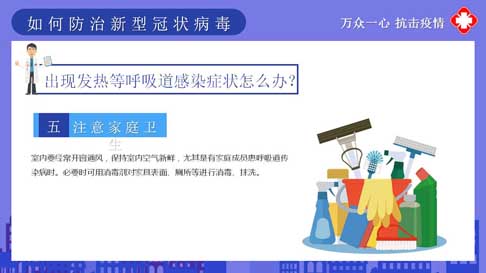 如何防治新型冠状病毒
万众一心 抗击疫情
出现发热等呼吸道感染症状怎么办?
五 注意家庭卫
生
室内要经常开窗通风，保持室内空气新鲜，尤其是有家庭成员患呼吸道传
染病时。必要时可用消毒剂对家具表面、厕所等进行消毒、抹洗。